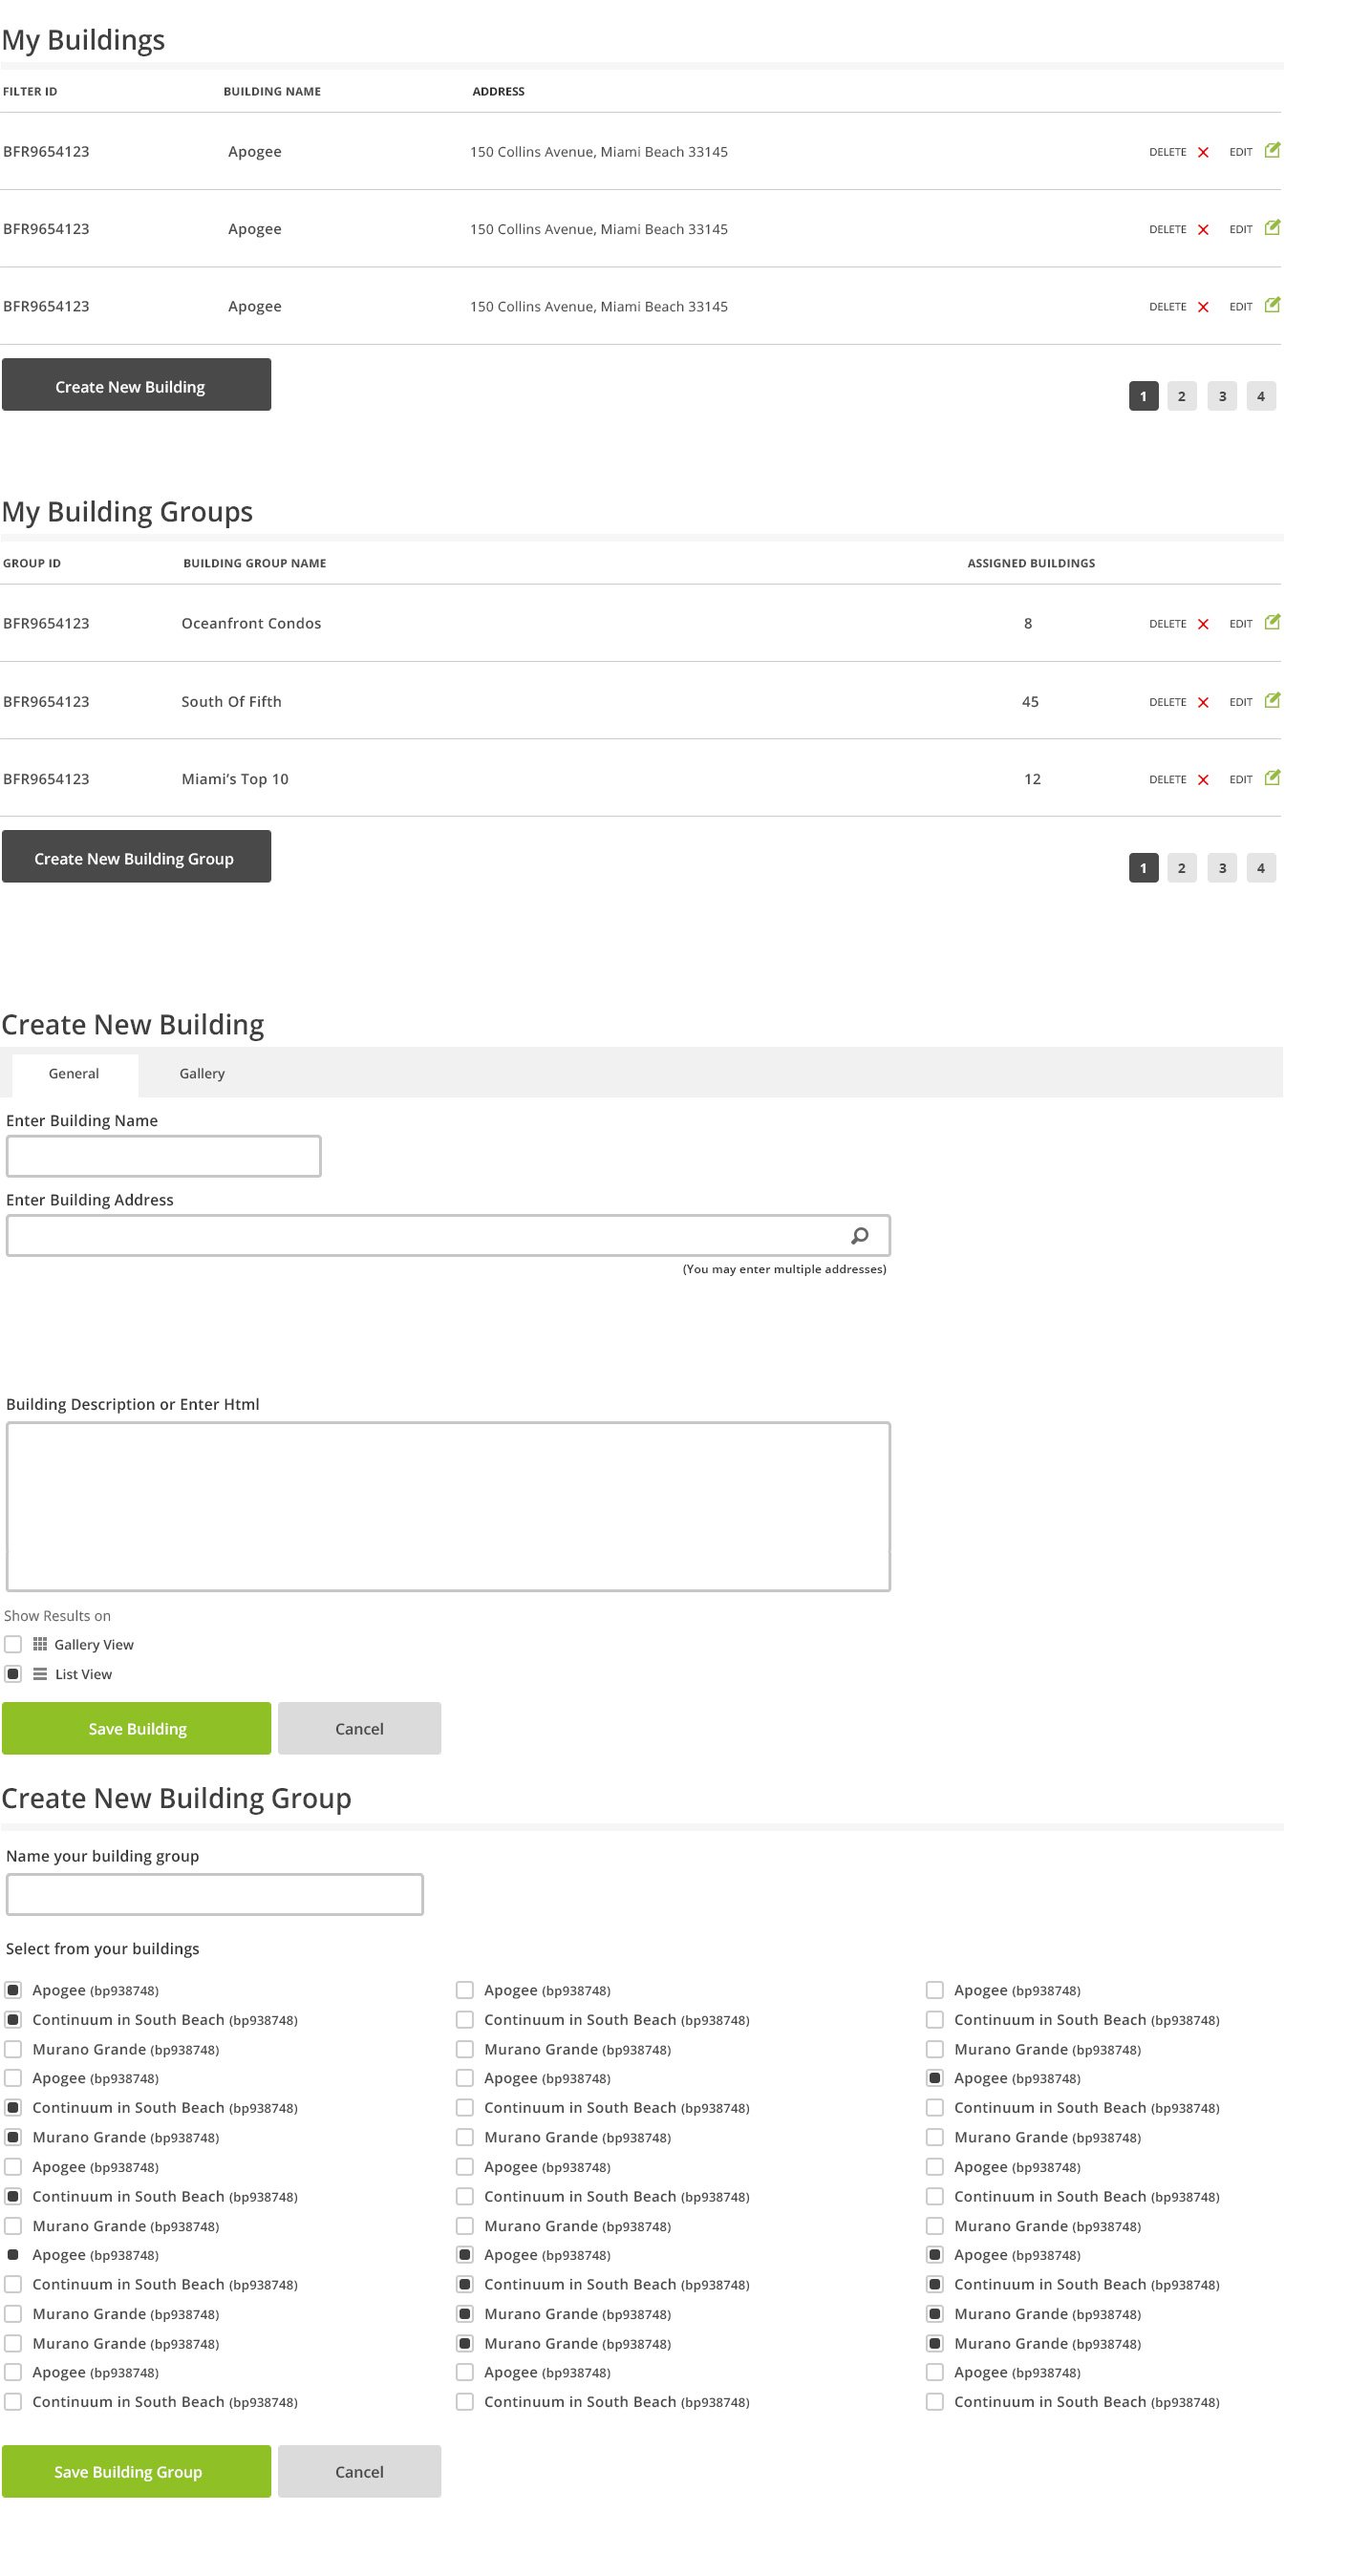 My Buildings
FILTER ID BUILDING NAME ADDRESS
BFR9654123 Apogee 150 Collins Avenue, Miami Beach 33145 DELETE EDIT
BFR9654123 Apogee 150 Collins Avenue, Miami Beach 33145 DELETE EDIT
BFR9654123 Apogee 150 Collins Avenue, Miami Beach 33145 DELETE EDIT
Create New Building 1 2 3 4
My Building Groups
GROUP ID BUILDING GROUP NAME ASSIGNED BUILDINGS
BFR9654123 Oceanfront Condos 8 DELETE EDIT
BFR9654123 South Of Fifth 45 DELETE EDIT
BFR9654123 Miami’s Top 10 12 DELETE EDIT
Create New Building Group 1 2 3 4
Create New Building
General Gallery
Enter Building Name
Enter Building Address
(You may enter multiple addresses)
Building Description or Enter Html
Show Results on
Gallery View
List View
Save Building Cancel
Create New Building Group
Name your building group
Select from your buildings
Apogee (bp938748) Apogee (bp938748) Apogee (bp938748)
Continuum in South Beach (bp938748) Continuum in South Beach (bp938748) Continuum in South Beach (bp938748)
Murano Grande (bp938748) Murano Grande (bp938748) Murano Grande (bp938748)
Apogee (bp938748) Apogee (bp938748) Apogee (bp938748)
Continuum in South Beach (bp938748) Continuum in South Beach (bp938748) Continuum in South Beach (bp938748)
Murano Grande (bp938748) Murano Grande (bp938748) Murano Grande (bp938748)
Apogee (bp938748) Apogee (bp938748) Apogee (bp938748)
Continuum in South Beach (bp938748) Continuum in South Beach (bp938748) Continuum in South Beach (bp938748)
Murano Grande (bp938748) Murano Grande (bp938748) Murano Grande (bp938748)
Apogee (bp938748) Apogee (bp938748) Apogee (bp938748)
Continuum in South Beach (bp938748) Continuum in South Beach (bp938748) Continuum in South Beach (bp938748)
Murano Grande (bp938748) Murano Grande (bp938748) Murano Grande (bp938748)
Murano Grande (bp938748) Murano Grande (bp938748) Murano Grande (bp938748)
Apogee (bp938748) Apogee (bp938748) Apogee (bp938748)
Continuum in South Beach (bp938748) Continuum in South Beach (bp938748) Continuum in South Beach (bp938748)
Save Building Group Cancel